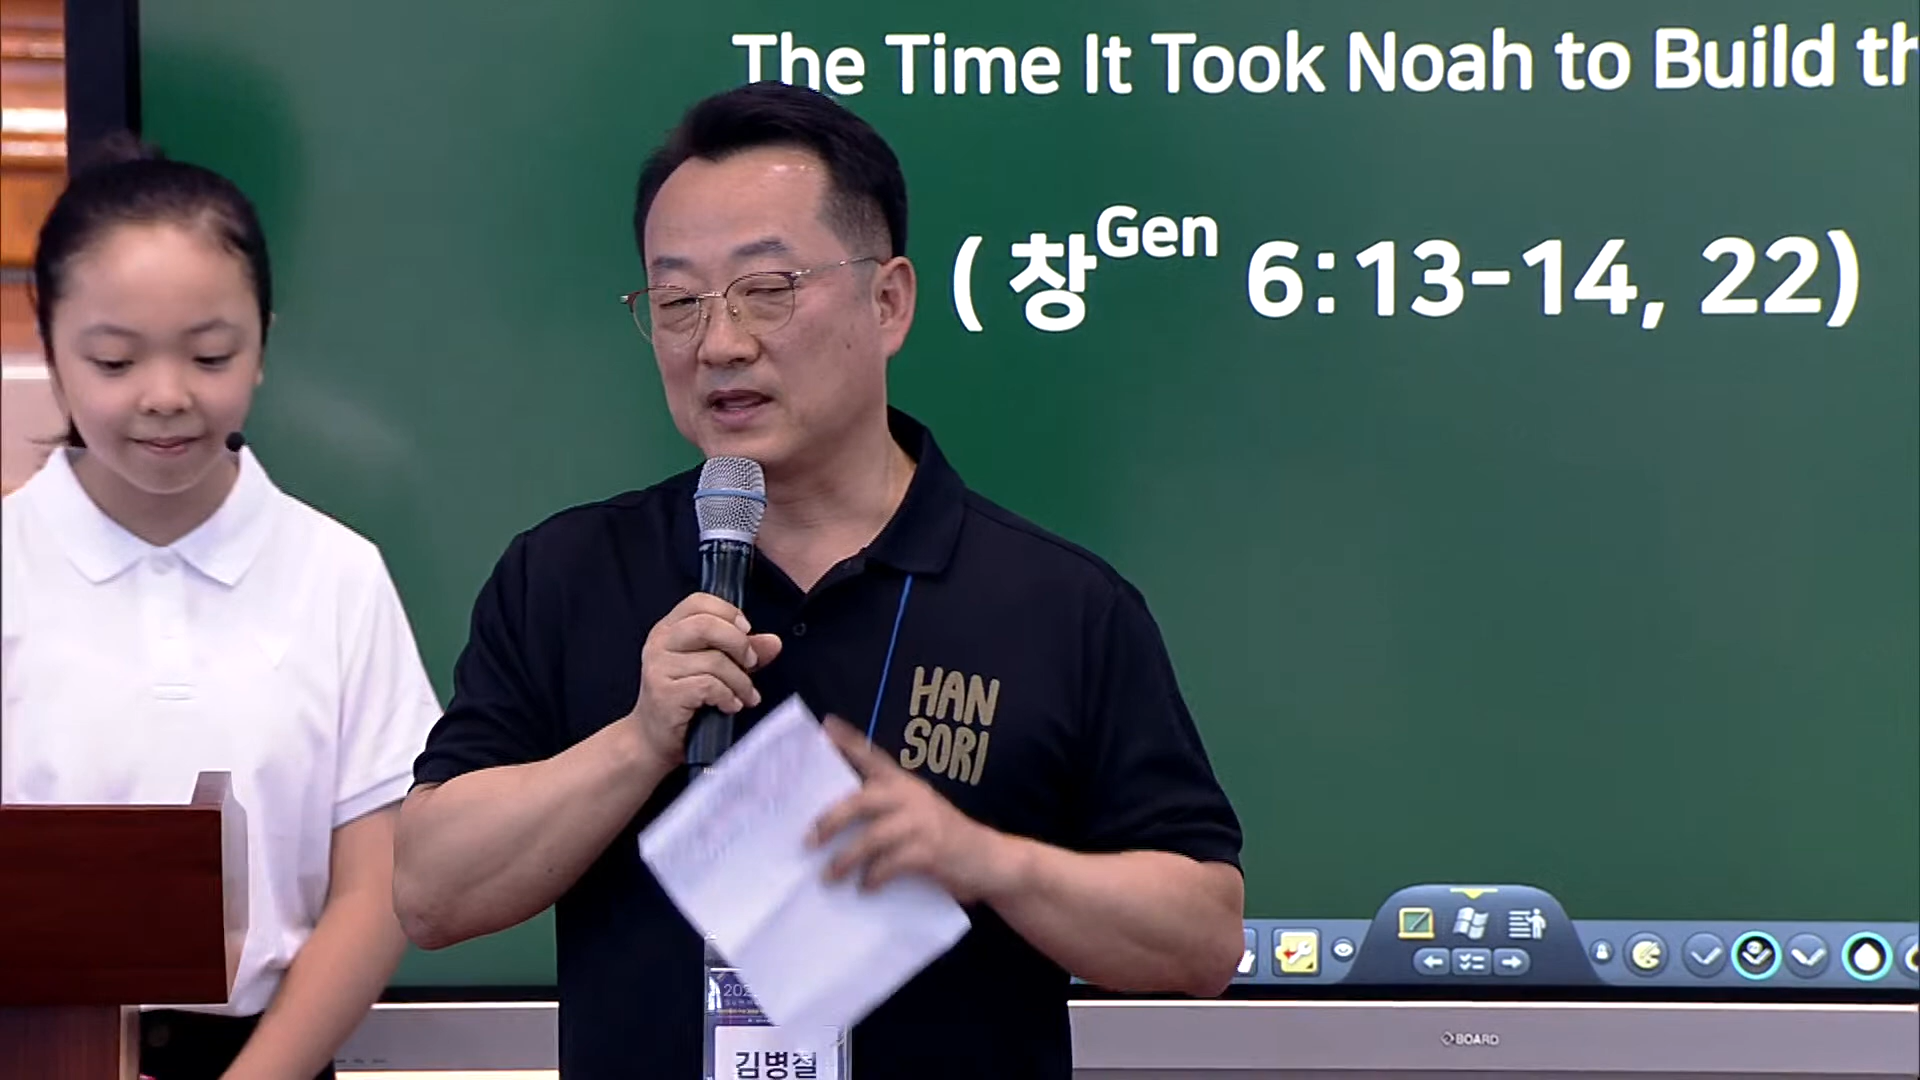 The Time It Took Noah to Build th
( 창Gen 6:13-14, 22)
HAN
SORI
BOARD
김병철